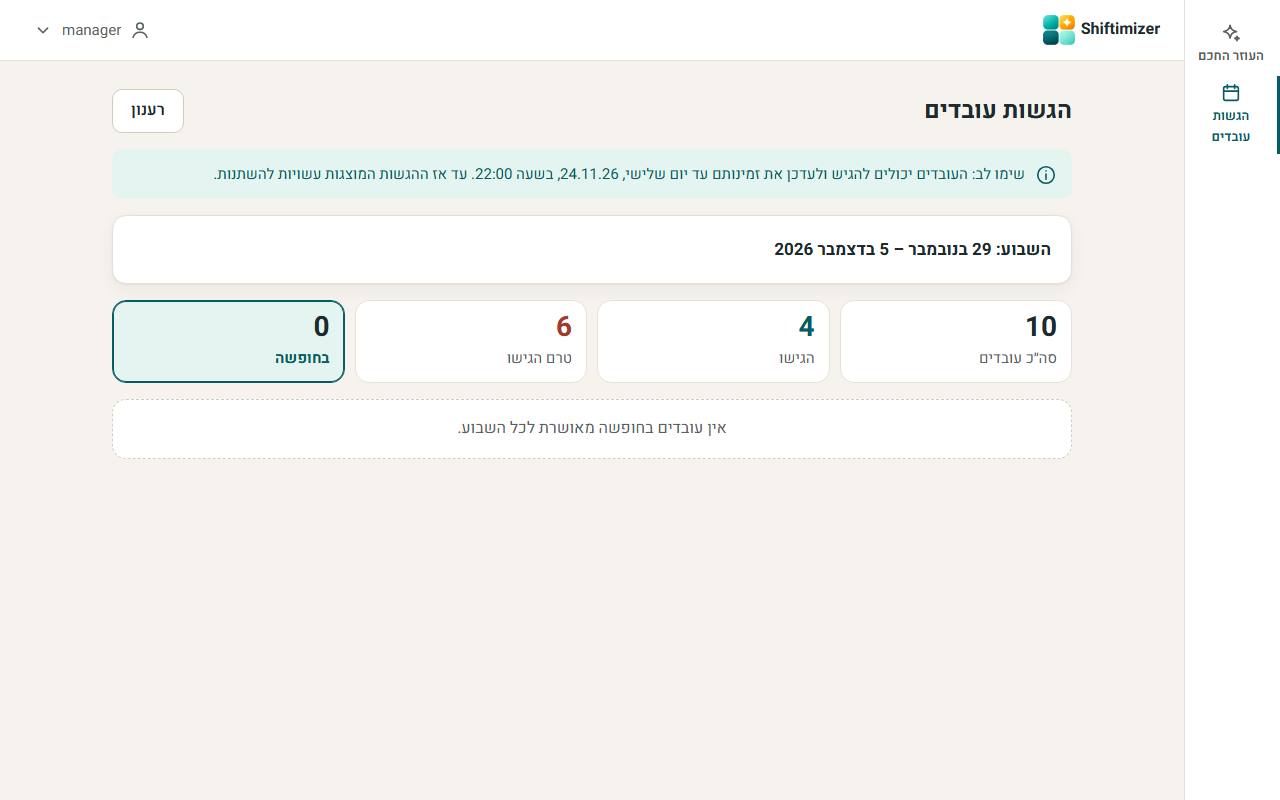 Shiftimizer
manager
העוזר החכם
הגשות
עובדים
הגשות עובדים
רענון
שימו לב: העובדים יכולים להגיש ולעדכן את זמינותם עד יום שלישי, 24.11.26, בשעה 22:00. עד אז ההגשות המוצגות עשויות להשתנות.
השבוע: 29 בנובמבר – 5 בדצמבר 2026
10
סה״כ עובדים
4
הגישו
6
טרם הגישו
0
בחופשה
אין עובדים בחופשה מאושרת לכל השבוע.